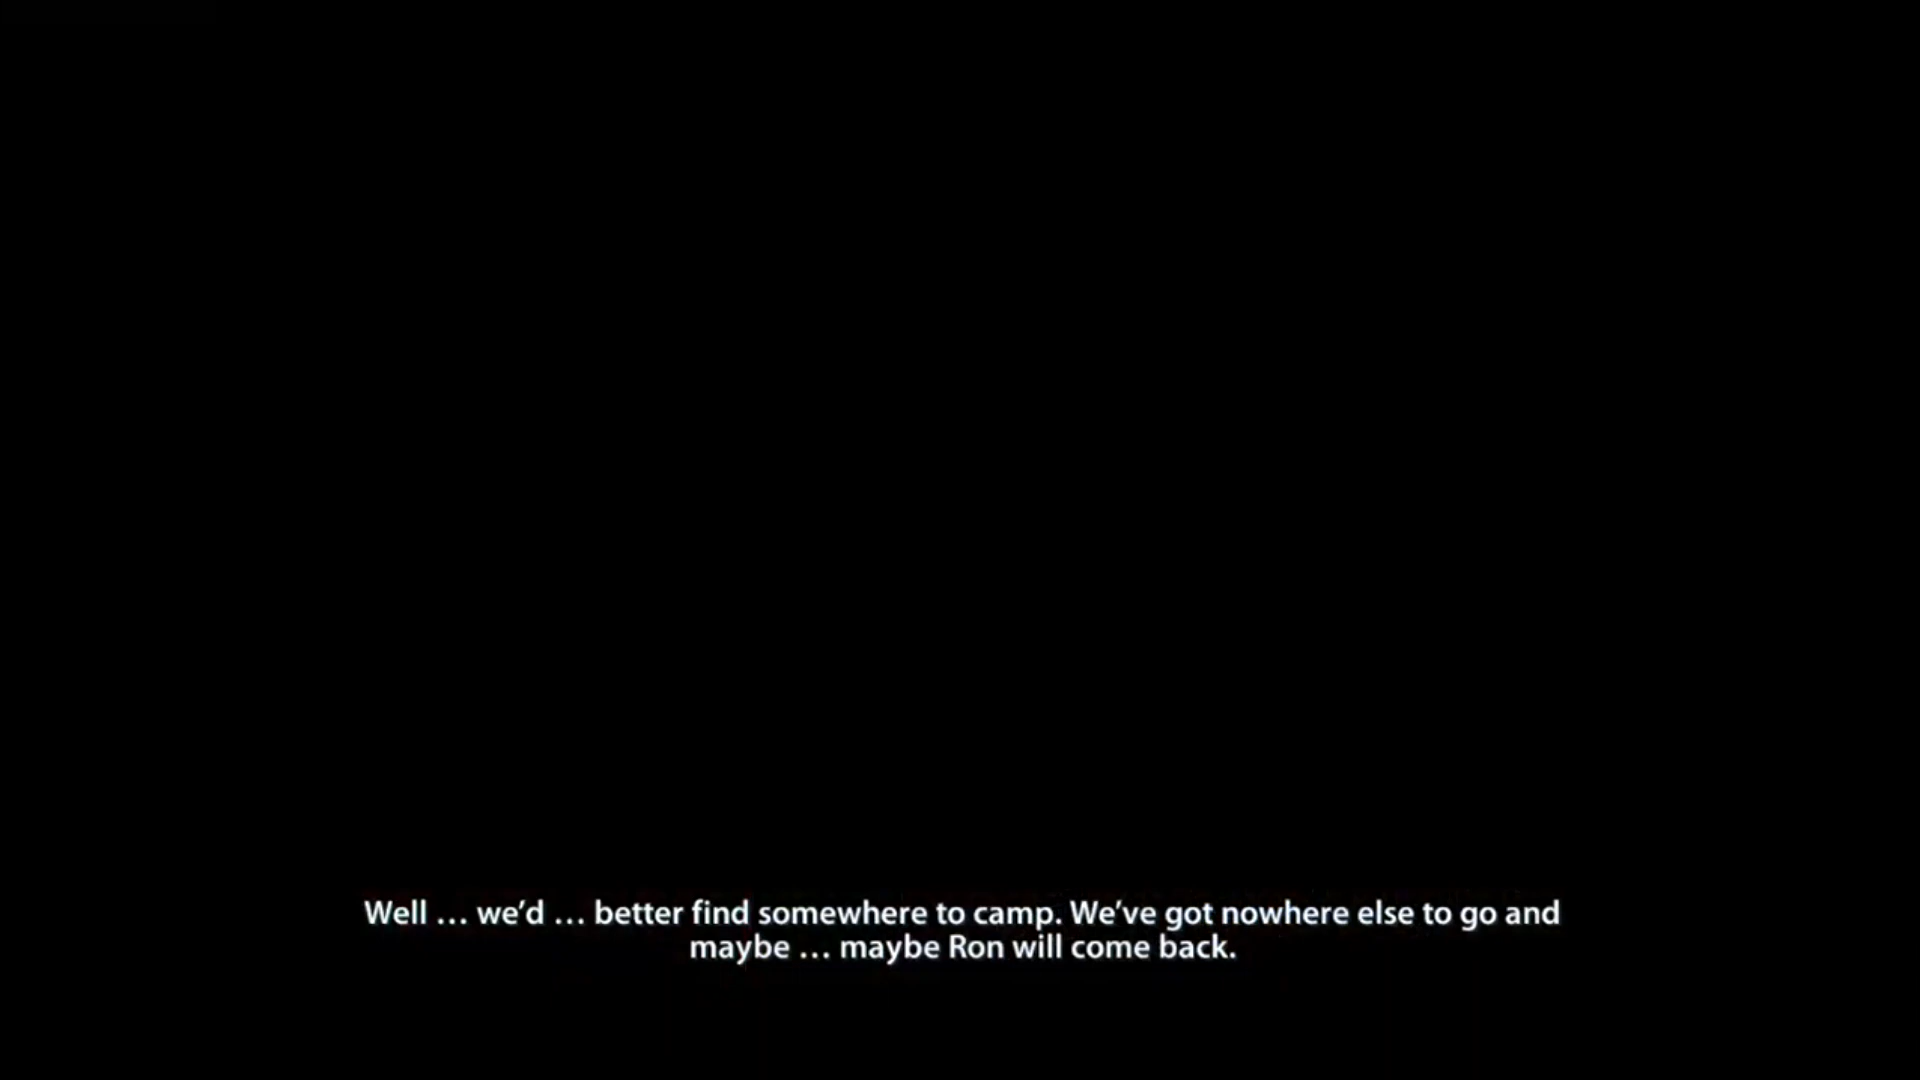 Well … we’d … better find somewhere to camp. We’ve got nowhere else to go and
maybe … maybe Ron will come back.